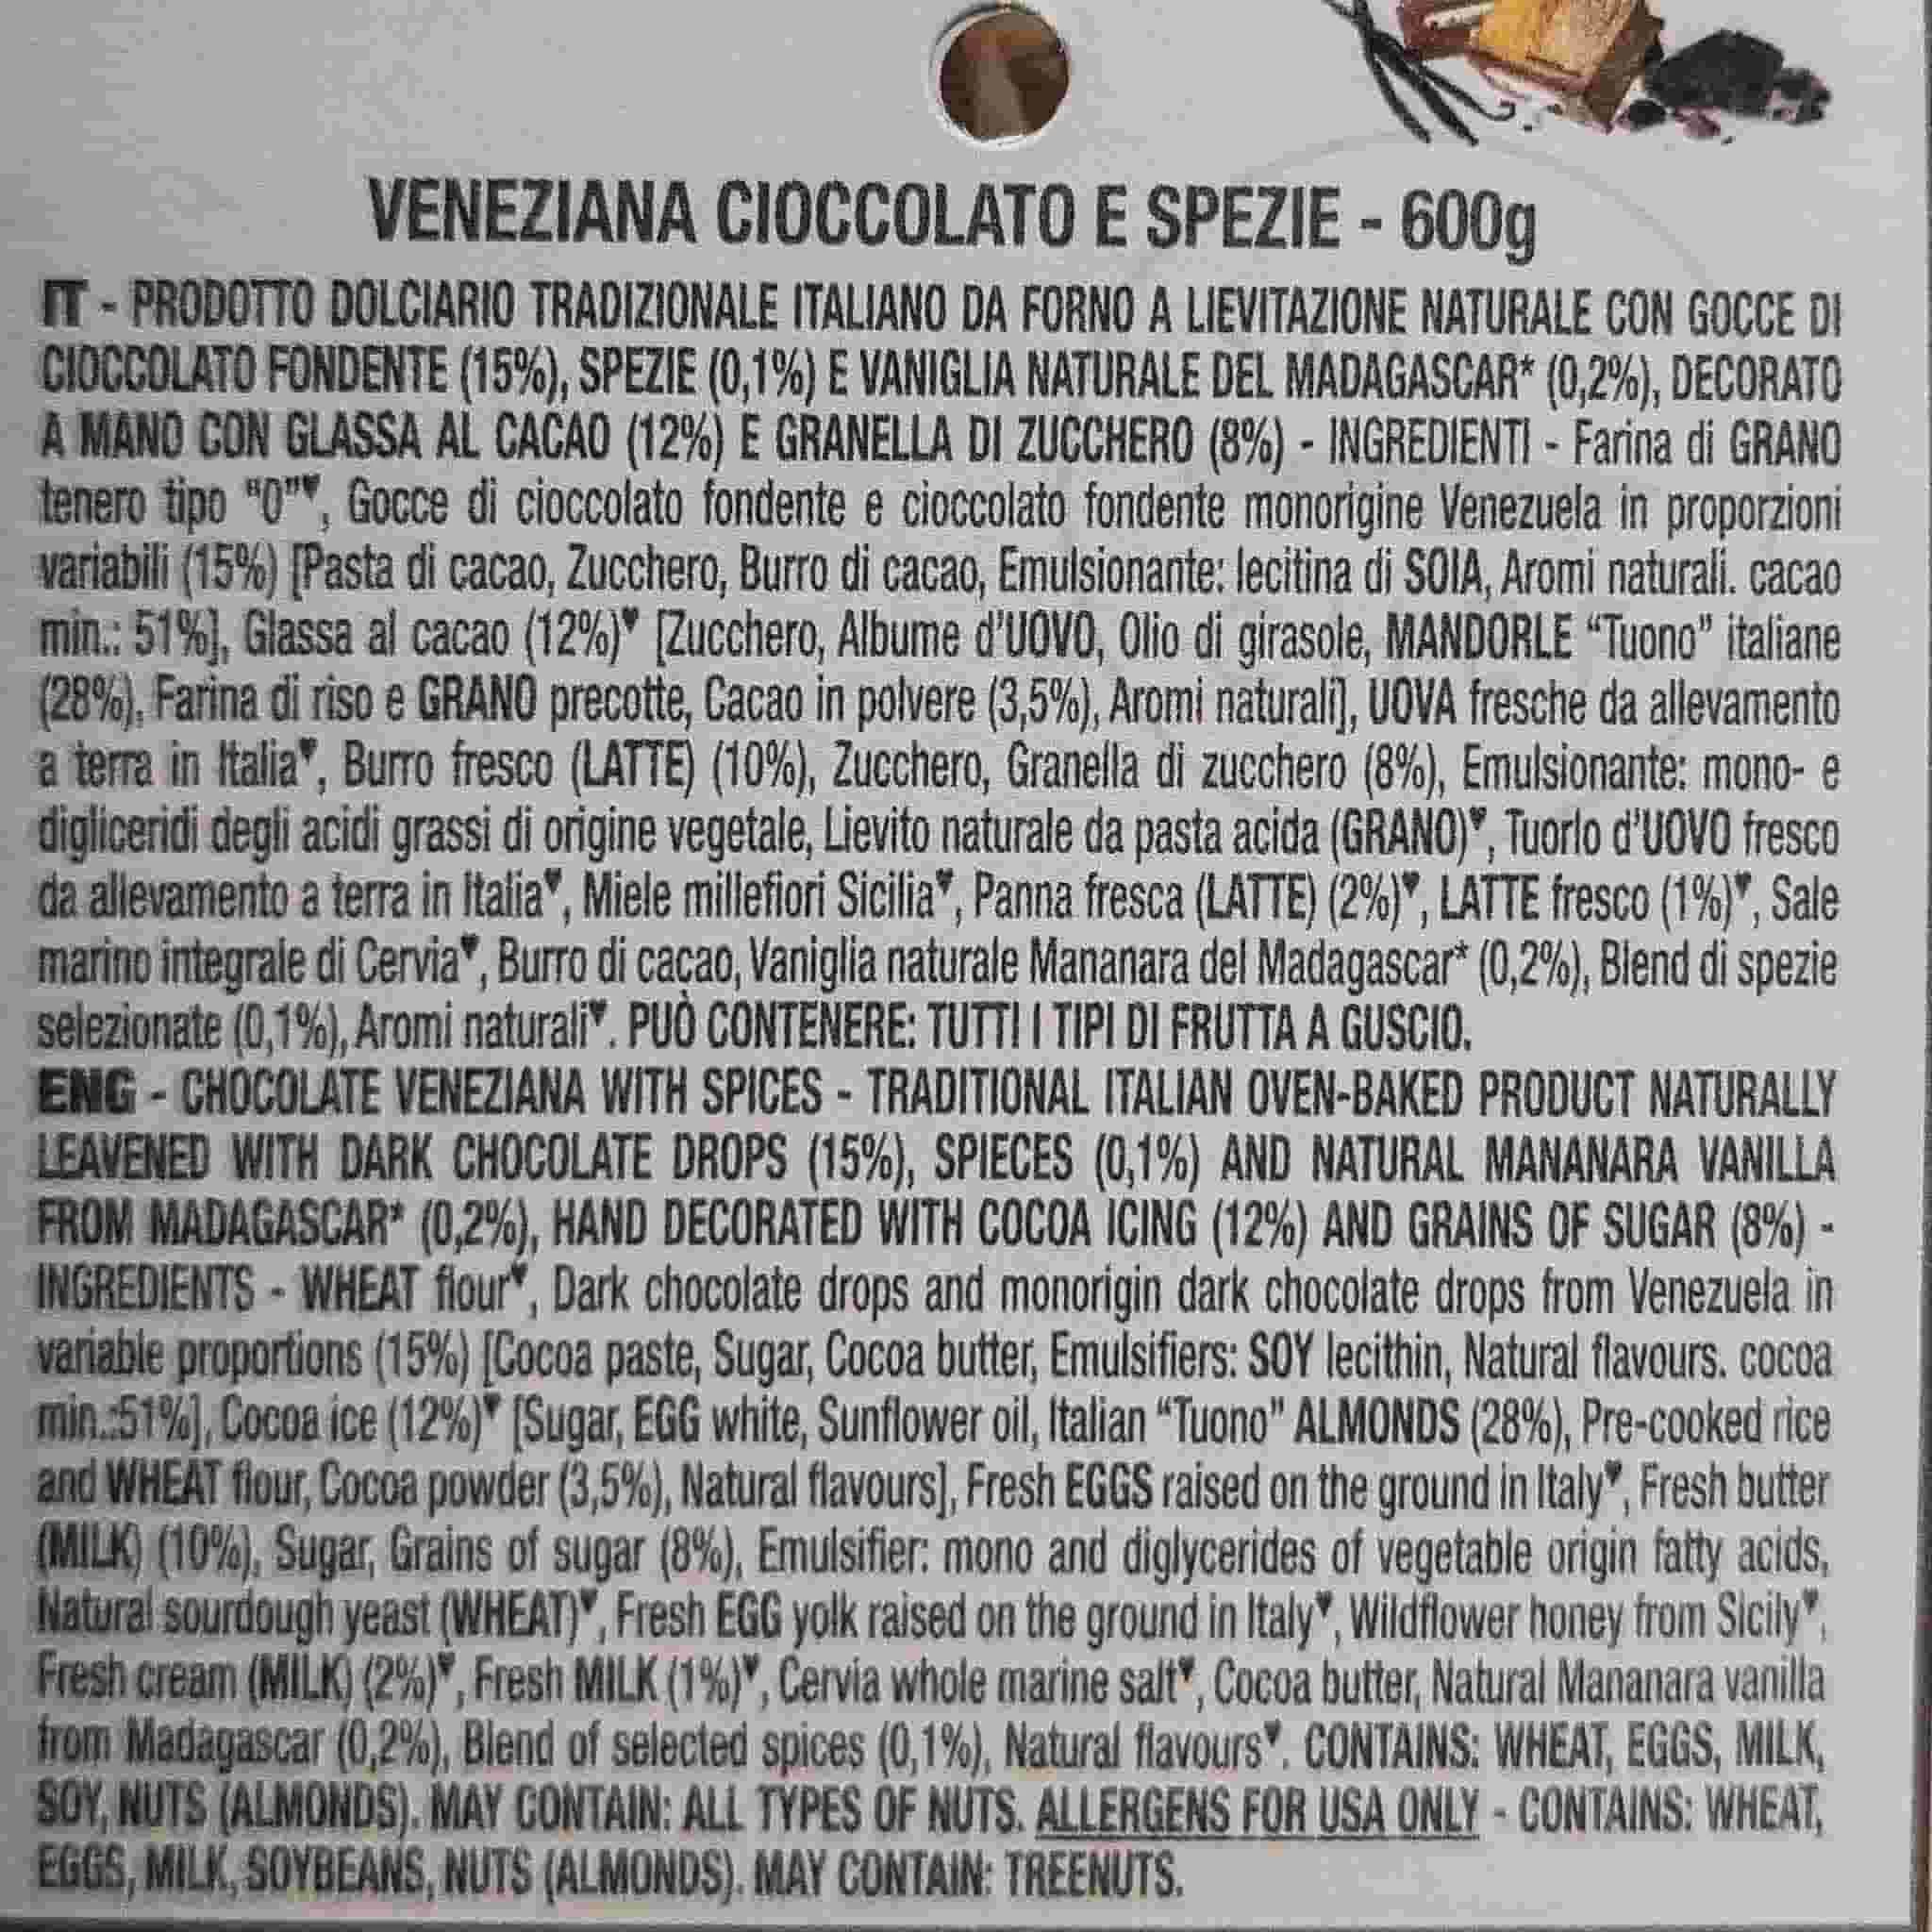 VENEZIANA CIOCCOLATO E SPEZIE - 600g
IT - PRODOTTO DOLCIARIO TRADIZIONALE ITALIANO DA FORNO A LIEVITAZIONE NATURALE CON GOCCE DI
CIOCCOLATO FONDENTE (15%), SPEZIE (0,1%) E VANIGLIA NATURALE DEL MADAGASCAR* (0,2%), DECORATO
A MANO CON GLASSA AL CACAO (12%) E GRANELLA DI ZUCCHERO (8%) - INGREDIENTI - Farina di GRANO
tenero tipo "0"♥, Gocce di cioccolato fondente e cioccolato fondente monorigine Venezuela in proporzioni
variabili (15%) [Pasta di cacao, Zucchero, Burro di cacao, Emulsionante: lecitina di SOIA, Aromi naturali. cacao
min.: 51%], Glassa al cacao (12%)♥ [Zucchero, Albume d'UOVO, Olio di girasole, MANDORLE “Tuono” italiane
(28%), Farina di riso e GRANO precotte, Cacao in polvere (3,5%), Aromi naturali], UOVA fresche da allevamento
a terra in Italia♥, Burro fresco (LATTE) (10%), Zucchero, Granella di zucchero (8%), Emulsionante: mono- e
digliceridi degli acidi grassi di origine vegetale, Lievito naturale da pasta acida (GRANO)♥, Tuorlo d'UOVO fresco
da allevamento a terra in Italia♥, Miele millefiori Sicilia♥, Panna fresca (LATTE) (2%)♥, LATTE fresco (1%)♥, Sale
marino integrale di Cervia♥, Burro di cacao, Vaniglia naturale Mananara del Madagascar* (0,2%), Blend di spezie
selezionate (0,1%), Aromi naturali♥. PUÒ CONTENERE: TUTTI I TIPI DI FRUTTA A GUSCIO.
ENG - CHOCOLATE VENEZIANA WITH SPICES - TRADITIONAL ITALIAN OVEN-BAKED PRODUCT NATURALLY
LEAVENED WITH DARK CHOCOLATE DROPS (15%), SPIECES (0,1%) AND NATURAL MANANARA VANILLA
FROM MADAGASCAR* (0,2%), HAND DECORATED WITH COCOA ICING (12%) AND GRAINS OF SUGAR (8%) -
INGREDIENTS - WHEAT flour♥, Dark chocolate drops and monorigin dark chocolate drops from Venezuela in
variable proportions (15%) [Cocoa paste, Sugar, Cocoa butter, Emulsifiers: SOY lecithin, Natural flavours. cocoa
min.:51%], Cocoa ice (12%)♥ [Sugar, EGG white, Sunflower oil, Italian “Tuono” ALMONDS (28%), Pre-cooked rice
and WHEAT flour, Cocoa powder (3,5%), Natural flavours], Fresh EGGS raised on the ground in Italy♥, Fresh butter
(MILK) (10%), Sugar, Grains of sugar (8%), Emulsifier: mono and diglycerides of vegetable origin fatty acids,
Natural sourdough yeast (WHEAT)♥, Fresh EGG yolk raised on the ground in Italy♥, Wildflower honey from Sicily♥,
Fresh cream (MILK) (2%)♥, Fresh MILK (1%)♥, Cervia whole marine salt♥, Cocoa butter, Natural Mananara vanilla
from Madagascar (0,2%), Blend of selected spices (0,1%), Natural flavours♥. CONTAINS: WHEAT, EGGS, MILK,
SOY, NUTS (ALMONDS). MAY CONTAIN: ALL TYPES OF NUTS. ALLERGENS FOR USA ONLY - CONTAINS: WHEAT,
EGGS, MILK, SOYBEANS, NUTS (ALMONDS). MAY CONTAIN: TREENUTS.